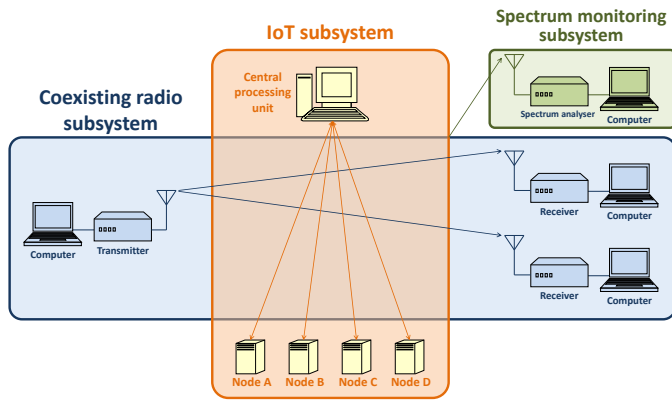 IoT subsystem
Spectrum monitoring
subsystem
Central
processing
unit
Spectrum analyser
Computer
Coexisting radio
subsystem
Computer
Transmitter
Receiver
Computer
Receiver
Computer
Node A
Node B
Node C
Node D